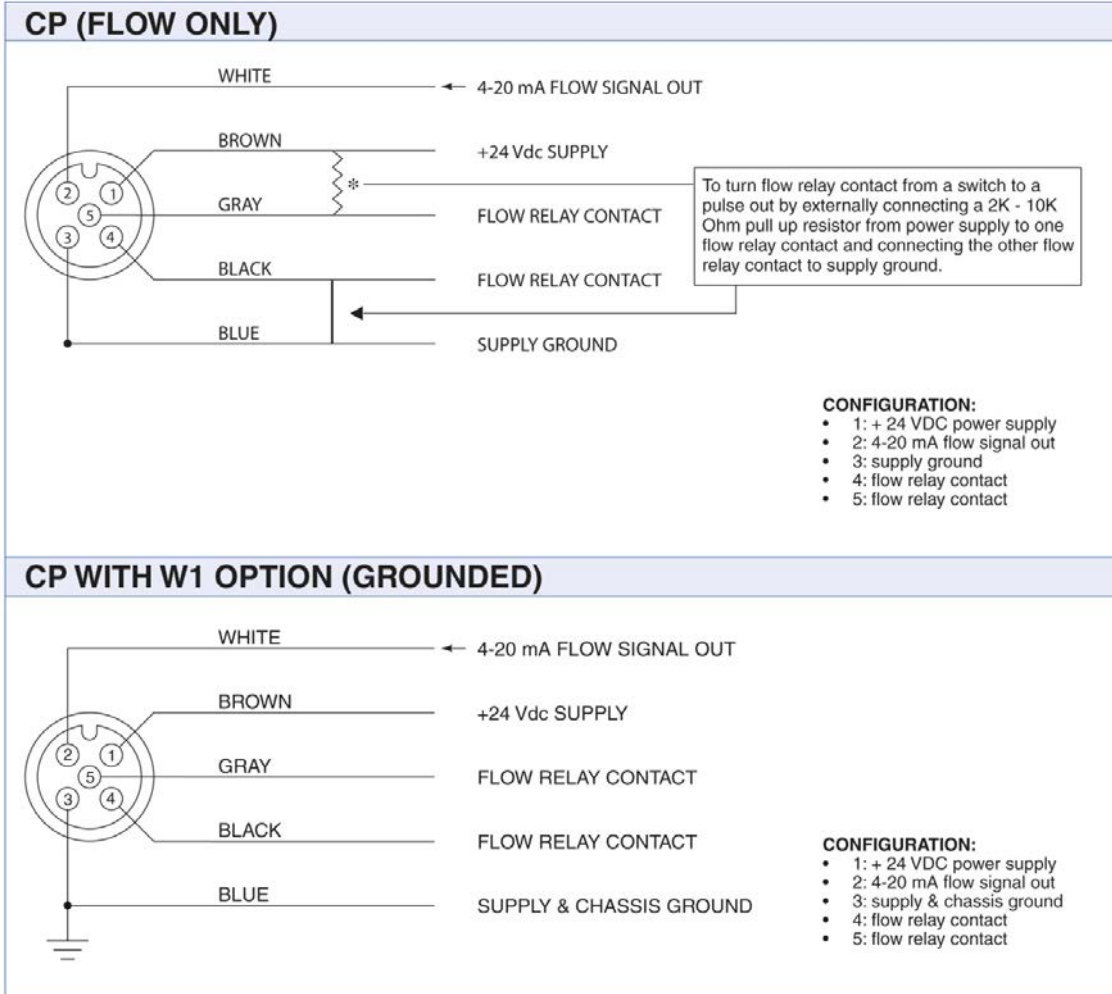 CP (FLOW ONLY)
WHITE
4-20 mA FLOW SIGNAL OUT
BROWN
+24 Vdc SUPPLY
*
GRAY
FLOW RELAY CONTACT
BLACK
FLOW RELAY CONTACT
BLUE
SUPPLY GROUND
2
1
5
3
4
To turn flow relay contact from a switch to a
pulse out by externally connecting a 2K - 10K
Ohm pull up resistor from power supply to one
flow relay contact and connecting the other flow
relay contact to supply ground.
CONFIGURATION:
• 1: + 24 VDC power supply
• 2: 4-20 mA flow signal out
• 3: supply ground
• 4: flow relay contact
• 5: flow relay contact
CP WITH W1 OPTION (GROUNDED)
WHITE
4-20 mA FLOW SIGNAL OUT
BROWN
+24 Vdc SUPPLY
GRAY
FLOW RELAY CONTACT
BLACK
FLOW RELAY CONTACT
BLUE
SUPPLY & CHASSIS GROUND
2
1
5
3
4
CONFIGURATION:
• 1: + 24 VDC power supply
• 2: 4-20 mA flow signal out
• 3: supply & chassis ground
• 4: flow relay contact
• 5: flow relay contact